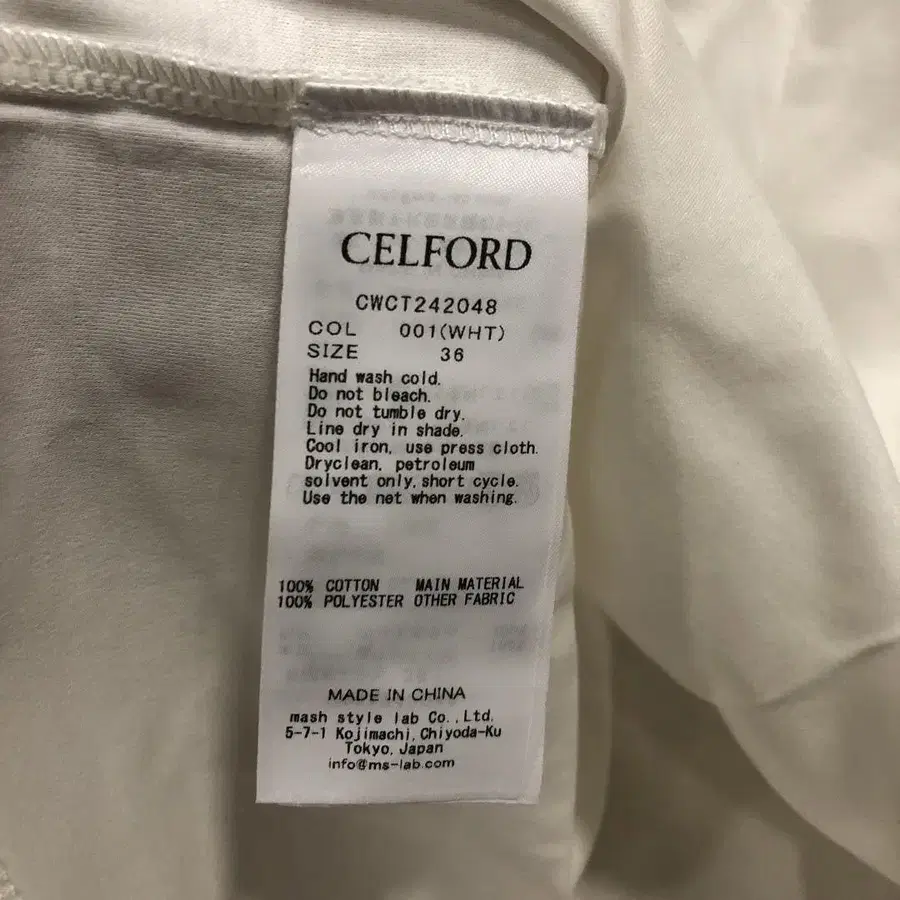 CELFORD
CWCT242048
COL 001(WHT)
SIZE 36
Hand wash cold.
Do not bleach.
Do not tumble dry.
Line dry in shade.
Cool iron, use press cloth.
Dryclean, petroleum
solvent only, short cycle.
Use the net when washing.
100% COTTON MAIN MATERIAL
100% POLYESTER OTHER FABRIC
MADE IN CHINA
mash style lab Co.,Ltd.
5-7-1 Kojimachi, Chiyoda-Ku
Tokyo, Japan
info@ms-lab.com